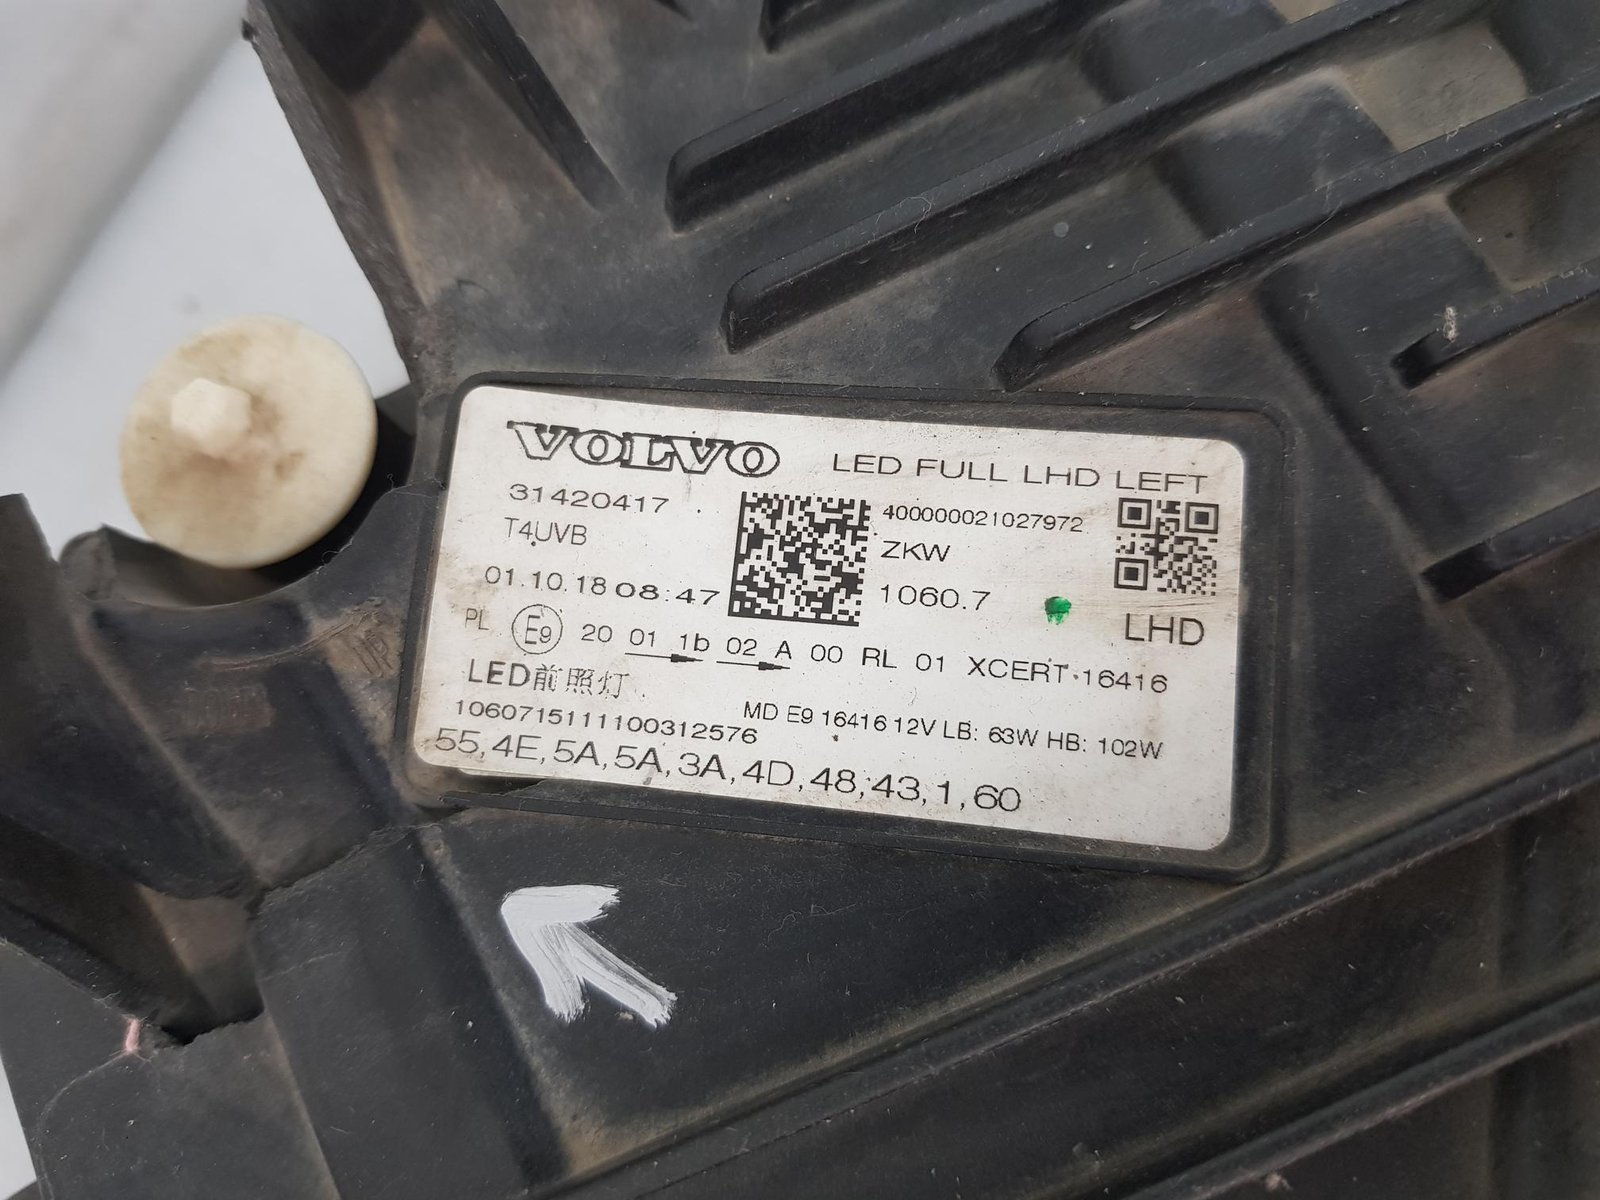 VOLVO LED FULL LHD LEFT
31420417 400000021027972
T4UVB ZKW
01.10.18 08:47 1060.7
LHD
PL E9 20 01 1b 02 A 00 RL 01 XCERT-16416
LED前照灯
MD E9 16416 12V LB: 63W HB: 102W
1060715111100312576
55,4E,5A,5A,3A,4D,48,43,1,60